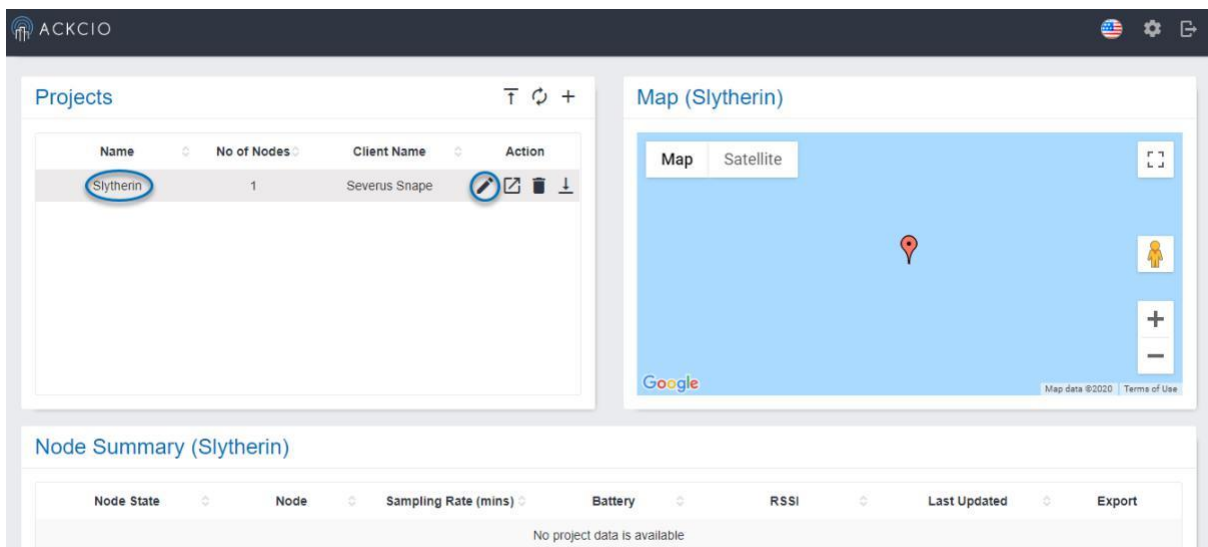 ACKCIO
Projects
Map (Slytherin)
Name No of Nodes Client Name Action
Slytherin 1 Severus Snape
Map Satellite
Google
Map data ©2020 Terms of Use
Node Summary (Slytherin)
Node State Node Sampling Rate (mins) Battery RSSI Last Updated Export
No project data is available